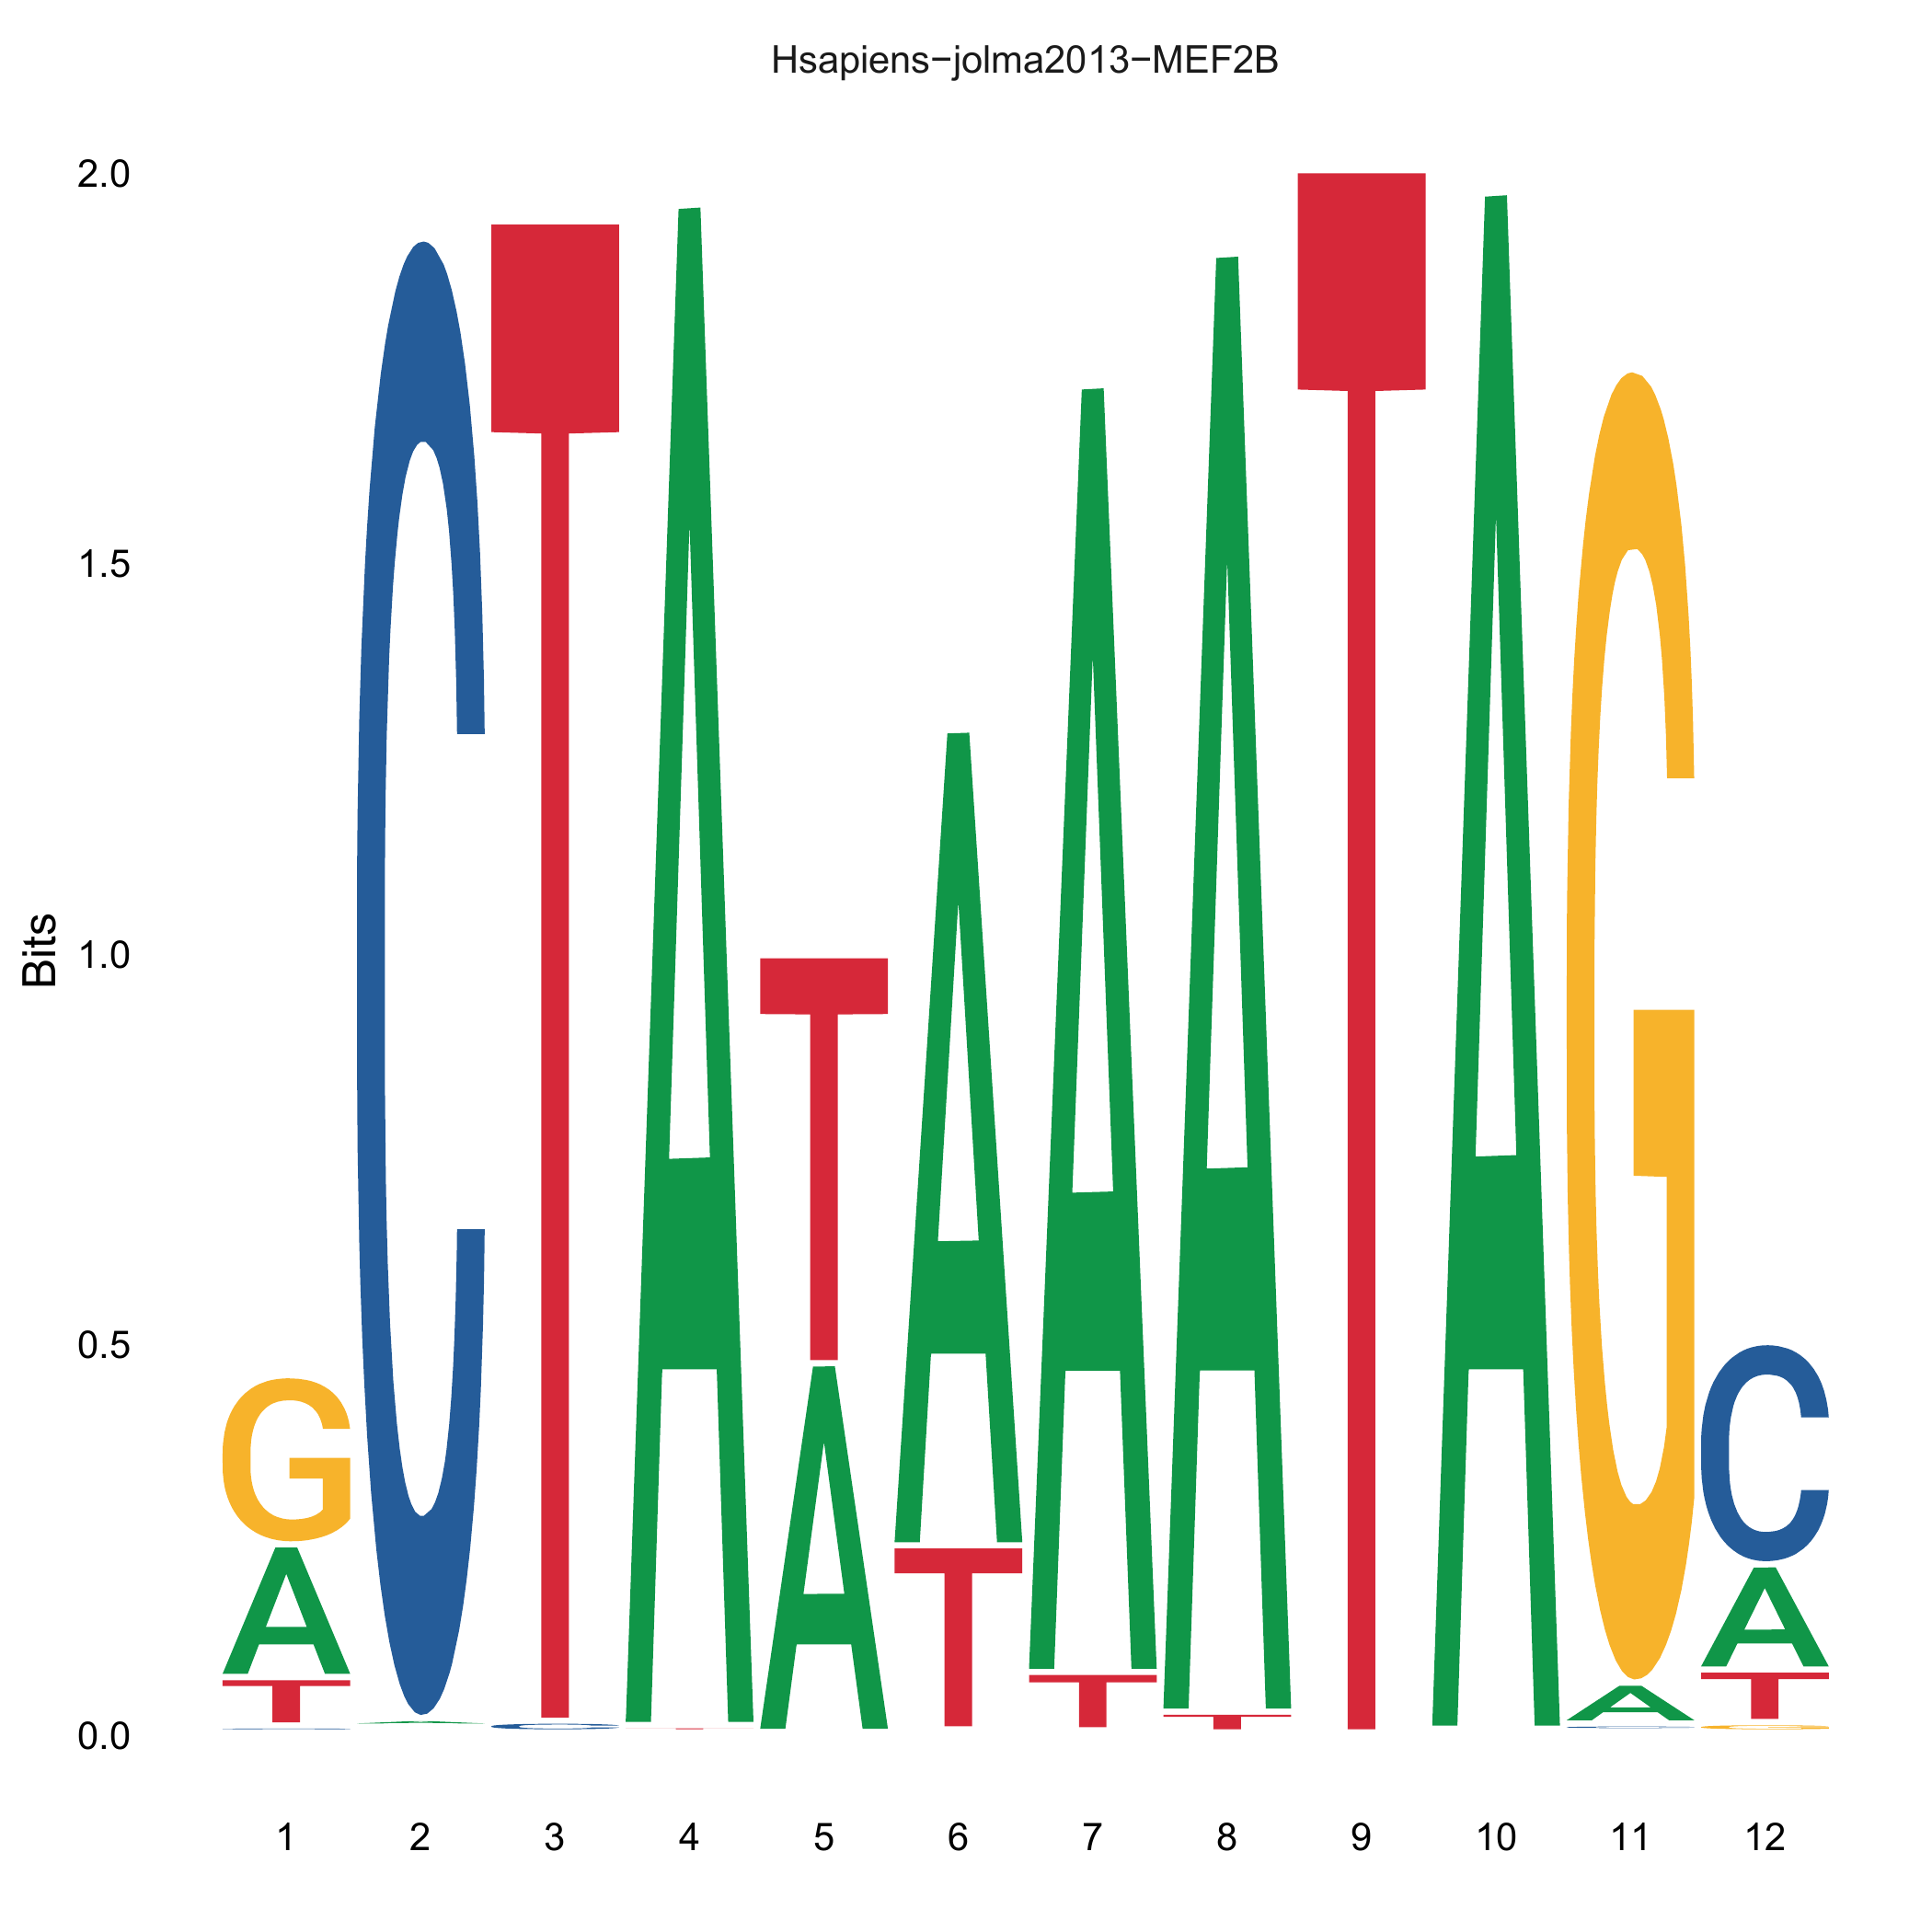 Hsapiens−jolma2013−MEF2B
2.0
1.5
1.0
0.5
0.0
Bits
G C T A T A A A T A G C
A A T T T A A
T T
1 2 3 4 5 6 7 8 9 10 11 12